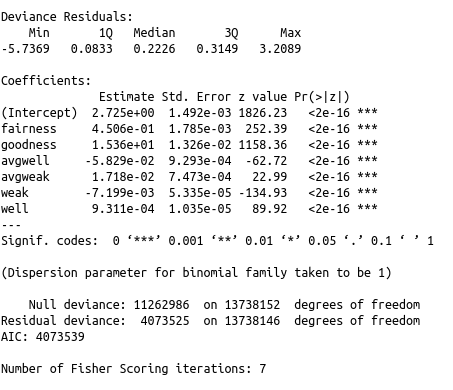 Deviance Residuals:
    Min       1Q   Median       3Q      Max
-5.7369   0.0833   0.2226   0.3149   3.2089

Coefficients:
              Estimate Std. Error z value Pr(>|z|)
(Intercept)  2.725e+00  1.492e-03 1826.23   <2e-16 ***
fairness     4.506e-01  1.785e-03  252.39   <2e-16 ***
goodness     1.536e+01  1.326e-02 1158.36   <2e-16 ***
avgwell     -5.829e-02  9.293e-04  -62.72   <2e-16 ***
avgweak      1.718e-02  7.473e-04   22.99   <2e-16 ***
weak        -7.199e-03  5.335e-05 -134.93   <2e-16 ***
well         9.311e-04  1.035e-05   89.92   <2e-16 ***
---
Signif. codes:  0 ‘***’ 0.001 ‘**’ 0.01 ‘*’ 0.05 ‘.’ 0.1 ‘ ’ 1

(Dispersion parameter for binomial family taken to be 1)

    Null deviance: 11262986  on 13738152  degrees of freedom
Residual deviance:  4073525  on 13738146  degrees of freedom
AIC: 4073539

Number of Fisher Scoring iterations: 7